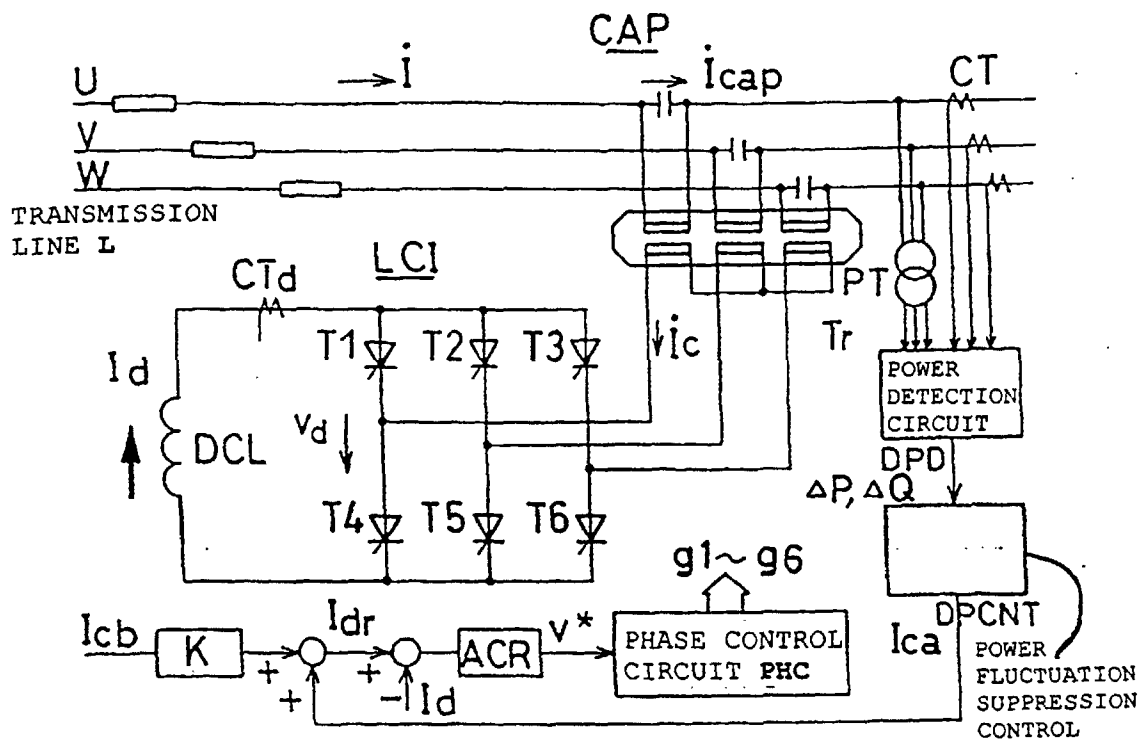 CAP
U
i
icap
CT
V
W
TRANSMISSION
LINE L
LCI
CTd
PT
Tr
T1
T2
T3
ic
Id
vd
DCL
POWER
DETECTION
CIRCUIT
DPD
ΔP, ΔQ
T4
T5
T6
g1~g6
DPCNT
Icb
K
Idr
ACR
v*
PHASE CONTROL
CIRCUIT PHC
Ica
POWER
FLUCTUATION
SUPPRESSION
CONTROL
+
+
+
-
Id